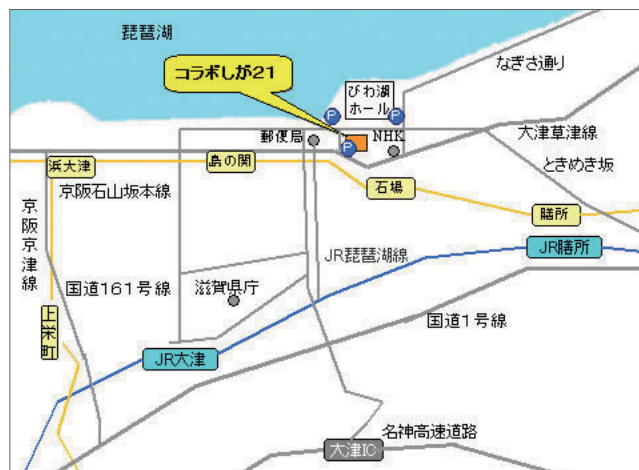 琵琶湖
コラボしが21
なぎさ通り
びわ湖
ホール
P
P
P
郵便局
NHK
大津草津線
浜大津
島の関
ときめき坂
京阪石山坂本線
石場
膳所
京阪京津線
JR琵琶湖線
JR膳所
国道161号線
滋賀県庁
上栄町
国道1号線
JR大津
名神高速道路
大津IC